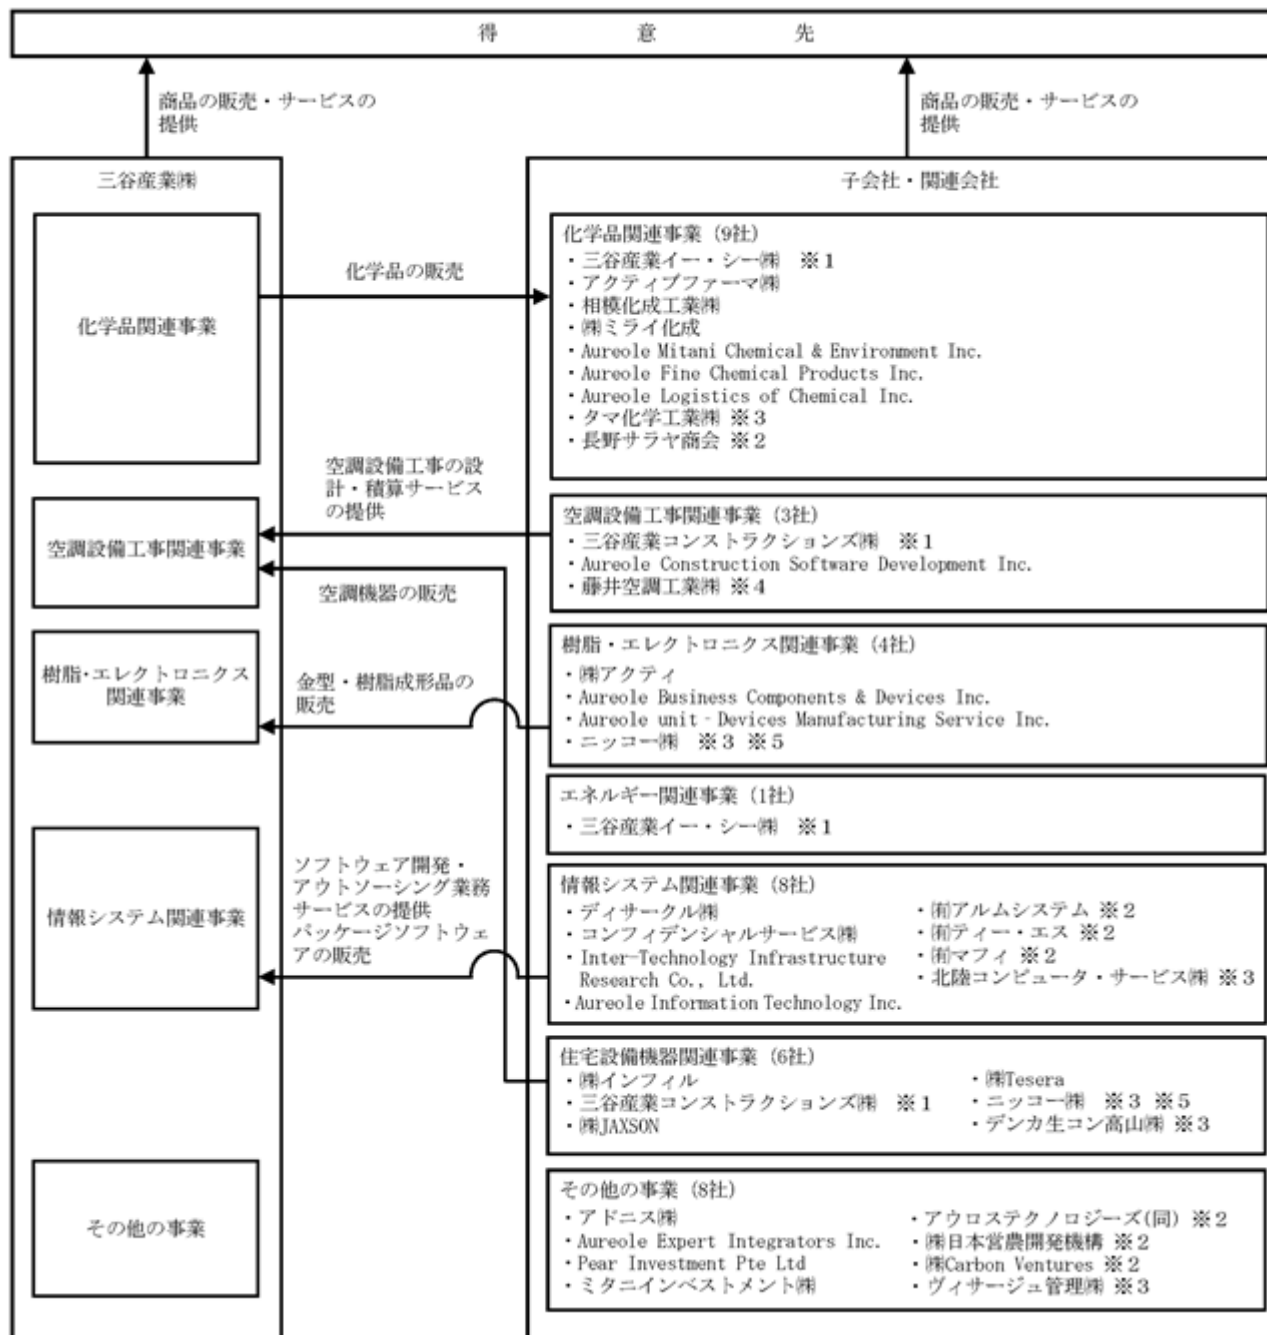 得意先
商品の販売・サービスの
提供
商品の販売・サービスの
提供
三谷産業㈱
子会社・関連会社
化学品関連事業
化学品の販売
化学品関連事業（9社）
・三谷産業イー・シー㈱　※１
・アクティブファーマ㈱
・相模化成工業㈱
・㈱ミライ化成
・Aureole Mitani Chemical & Environment Inc.
・Aureole Fine Chemical Products Inc.
・Aureole Logistics of Chemical Inc.
・タマ化学工業㈱ ※３
・長野サラヤ商会 ※２
空調設備工事の設
計・積算サービス
の提供
空調設備工事関連事業
空調機器の販売
空調設備工事関連事業（3社）
・三谷産業コンストラクションズ㈱　※１
・Aureole Construction Software Development Inc.
・藤井空調工業㈱ ※４
樹脂・エレクトロニクス
関連事業
金型・樹脂成形品の
販売
樹脂・エレクトロニクス関連事業（4社）
・㈱アクティ
・Aureole Business Components & Devices Inc.
・Aureole unit‐Devices Manufacturing Service Inc.
・ニッコー㈱　※３ ※５
エネルギー関連事業（1社）
・三谷産業イー・シー㈱　※１
情報システム関連事業
ソフトウェア開発・
アウトソーシング業務
サービスの提供
パッケージソフトウェ
アの販売
情報システム関連事業（8社）
・ディサークル㈱
・コンフィデンシャルサービス㈱
・Inter-Technology Infrastructure
Research Co., Ltd.
・Aureole Information Technology Inc.
・㈲アルムシステム ※２
・㈲ティー・エス ※２
・㈲マフィ ※２
・北陸コンピュータ・サービス㈱ ※３
住宅設備機器関連事業（6社）
・㈱インフィル
・三谷産業コンストラクションズ㈱　※１
・㈱JAXSON
・㈱Tesera
・ニッコー㈱　※３ ※５
・デンカ生コン高山㈱ ※３
その他の事業
その他の事業（8社）
・アドニス㈱
・Aureole Expert Integrators Inc.
・Pear Investment Pte Ltd
・ミタニインベストメント㈱
・アウロステクノロジーズ(同) ※２
・㈱日本営農開発機構 ※２
・㈱Carbon Ventures ※２
・ヴィサージュ管理㈱ ※３